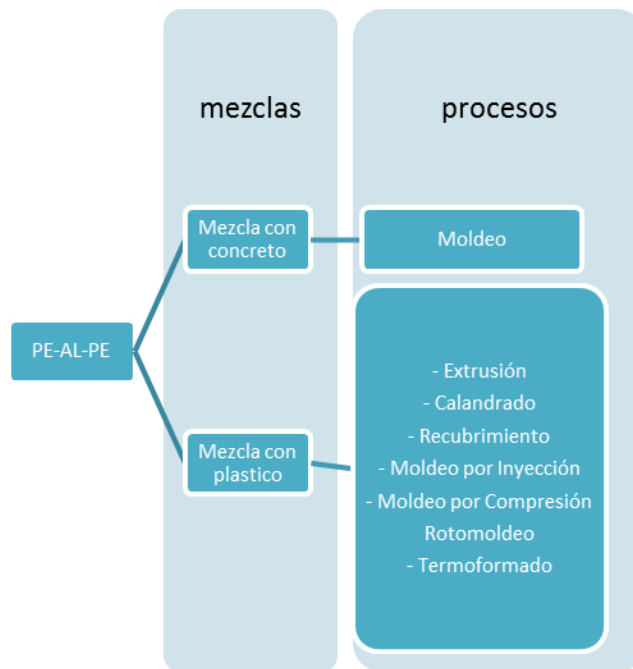 mezclas
procesos
PE-AL-PE
Mezcla con
concreto
Moldeo
Mezcla con
plastico
- Extrusión
- Calandrado
- Recubrimiento
- Moldeo por Inyección
- Moldeo por Compresión
Rotomoldeo
- Termoformado